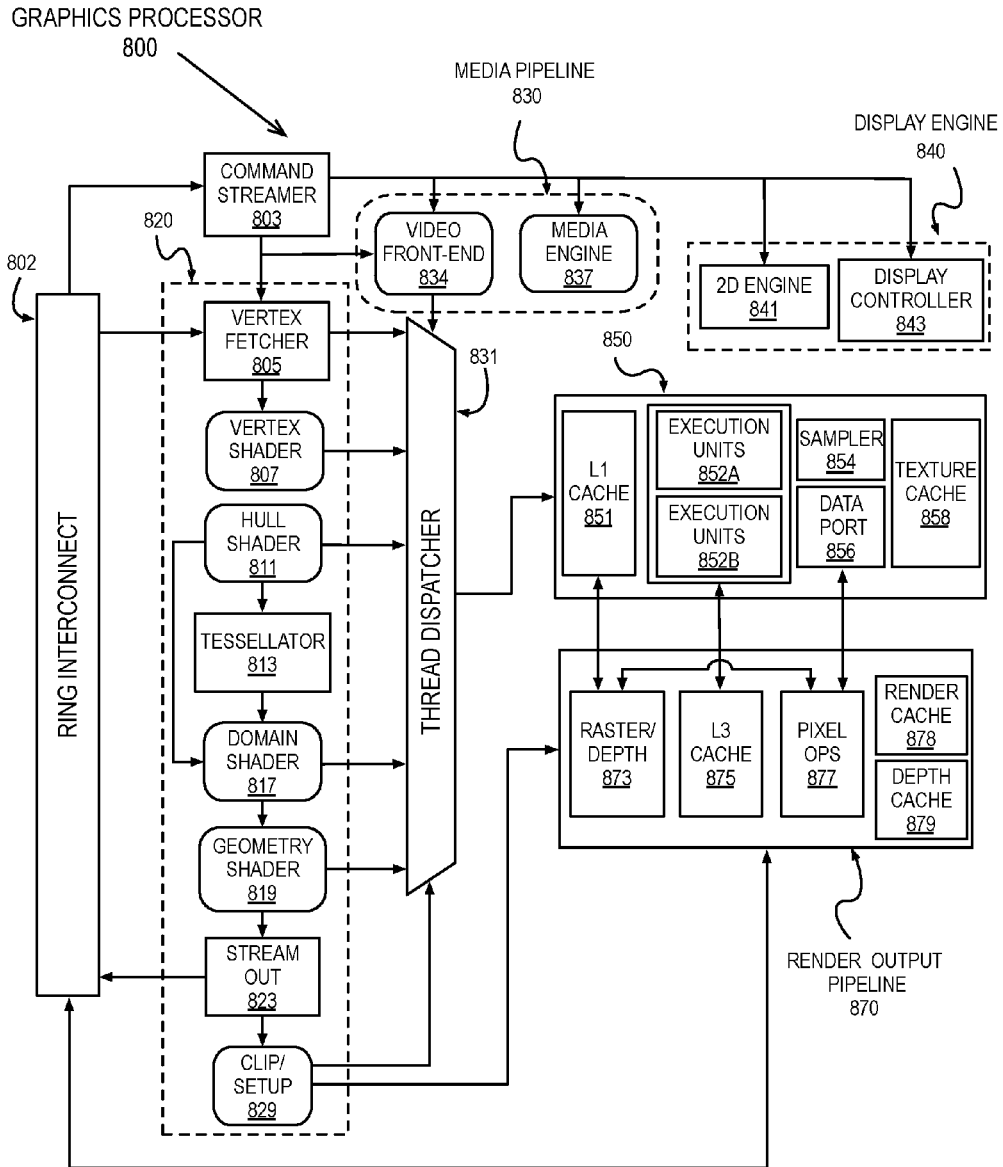 GRAPHICS PROCESSOR
800
MEDIA PIPELINE
830
DISPLAY ENGINE
840
COMMAND
STREAMER
803
820
VIDEO
FRONT-END
834
MEDIA
ENGINE
837
802
2D ENGINE
841
DISPLAY
CONTROLLER
843
VERTEX
FETCHER
805
831
850
VERTEX
SHADER
807
L1
CACHE
851
EXECUTION
UNITS
852A
EXECUTION
UNITS
852B
SAMPLER
854
DATA
PORT
856
TEXTURE
CACHE
858
HULL
SHADER
811
RING INTERCONNECT
THREAD DISPATCHER
TESSELLATOR
813
DOMAIN
SHADER
817
RASTER/
DEPTH
873
L3
CACHE
875
PIXEL
OPS
877
RENDER
CACHE
878
DEPTH
CACHE
879
GEOMETRY
SHADER
819
STREAM
OUT
823
RENDER OUTPUT
PIPELINE
870
CLIP/
SETUP
829